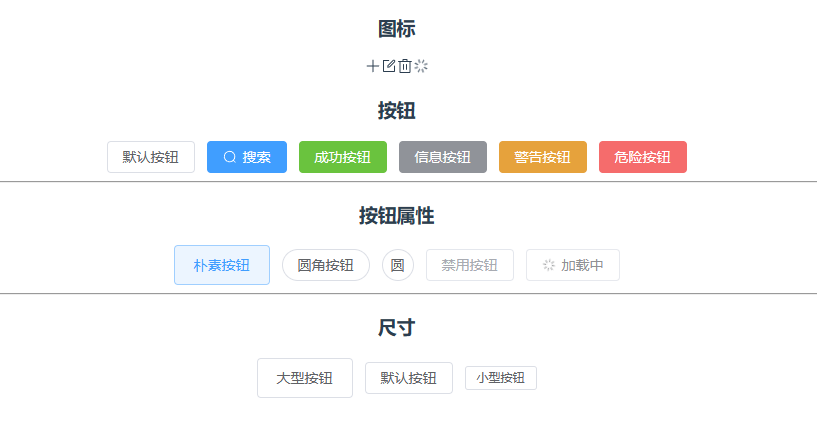 图标
按钮
默认按钮 搜索 成功按钮 信息按钮 警告按钮 危险按钮
按钮属性
朴素按钮 圆角按钮 圆 禁用按钮 加载中
尺寸
大型按钮 默认按钮 小型按钮